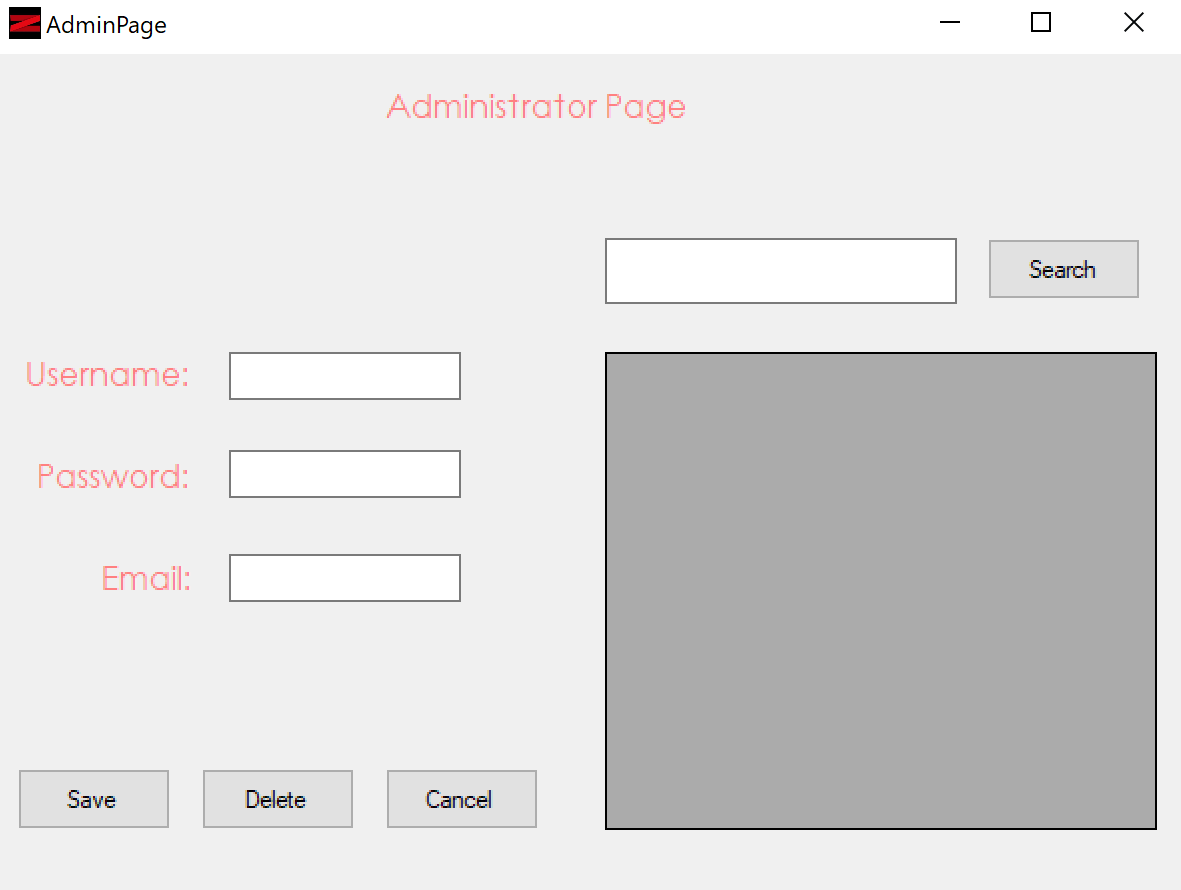 AdminPage
Administrator Page
Search
Username:
Password:
Email:
Save Delete Cancel